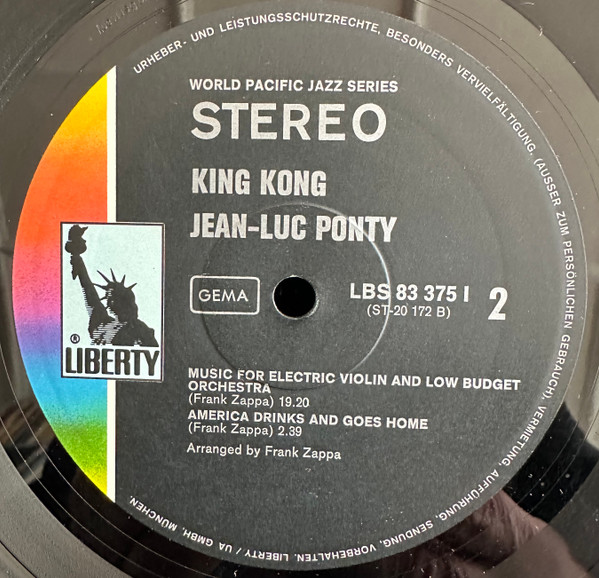 URHEBER- UND LEISTUNGSSCHUTZRECHTE, BESONDERS VERVIELFÄLTIGUNG, (AUSSER ZUM PERSÖNLICHEN GEBRAUCH), VERMIETUNG, AUFFÜHRUNG, SENDUNG, VORBEHALTEN. LIBERTY / UA GMBH, MÜNCHEN.
WORLD PACIFIC JAZZ SERIES
STEREO
KING KONG
JEAN-LUC PONTY
GEMA
LBS 83 375 I
2
(ST-20 172 B)
®
LIBERTY
MUSIC FOR ELECTRIC VIOLIN AND LOW BUDGET
ORCHESTRA
(Frank Zappa) 19.20
AMERICA DRINKS AND GOES HOME
(Frank Zappa) 2.39
Arranged by Frank Zappa